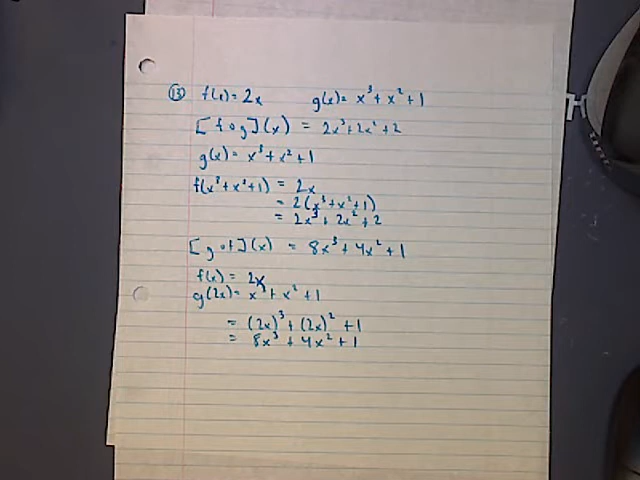 ⑬ f(x) = 2x g(x) = x³ + x² + 1
[f∘g](x) = 2x³ + 2x² + 2
g(x) = x³ + x² + 1
f(x³ + x² + 1) = 2x
= 2(x³ + x² + 1)
= 2x³ + 2x² + 2
[g∘f](x) = 8x³ + 4x² + 1
f(x) = 2x
g(2x) = x³ + x² + 1
= (2x)³ + (2x)² + 1
= 8x³ + 4x² + 1